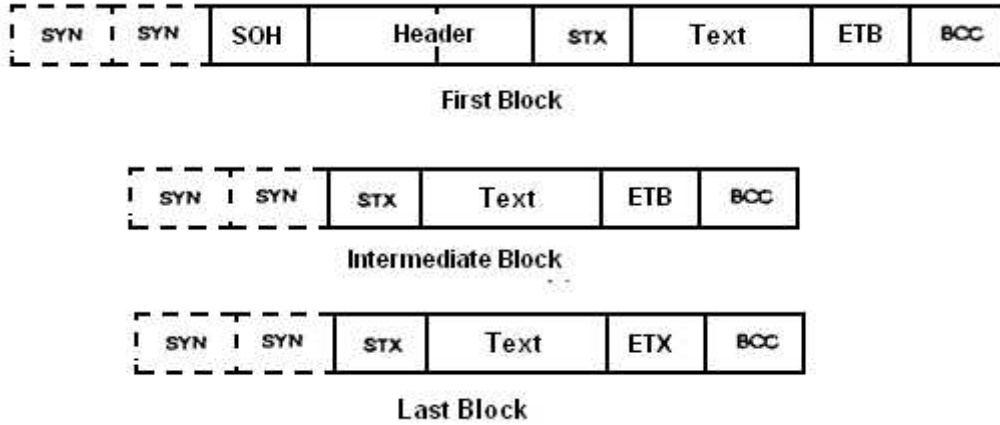 SYN SYN SOH Header STX Text ETB BCC
First Block
SYN SYN STX Text ETB BCC
Intermediate Block
SYN SYN STX Text ETX BCC
Last Block